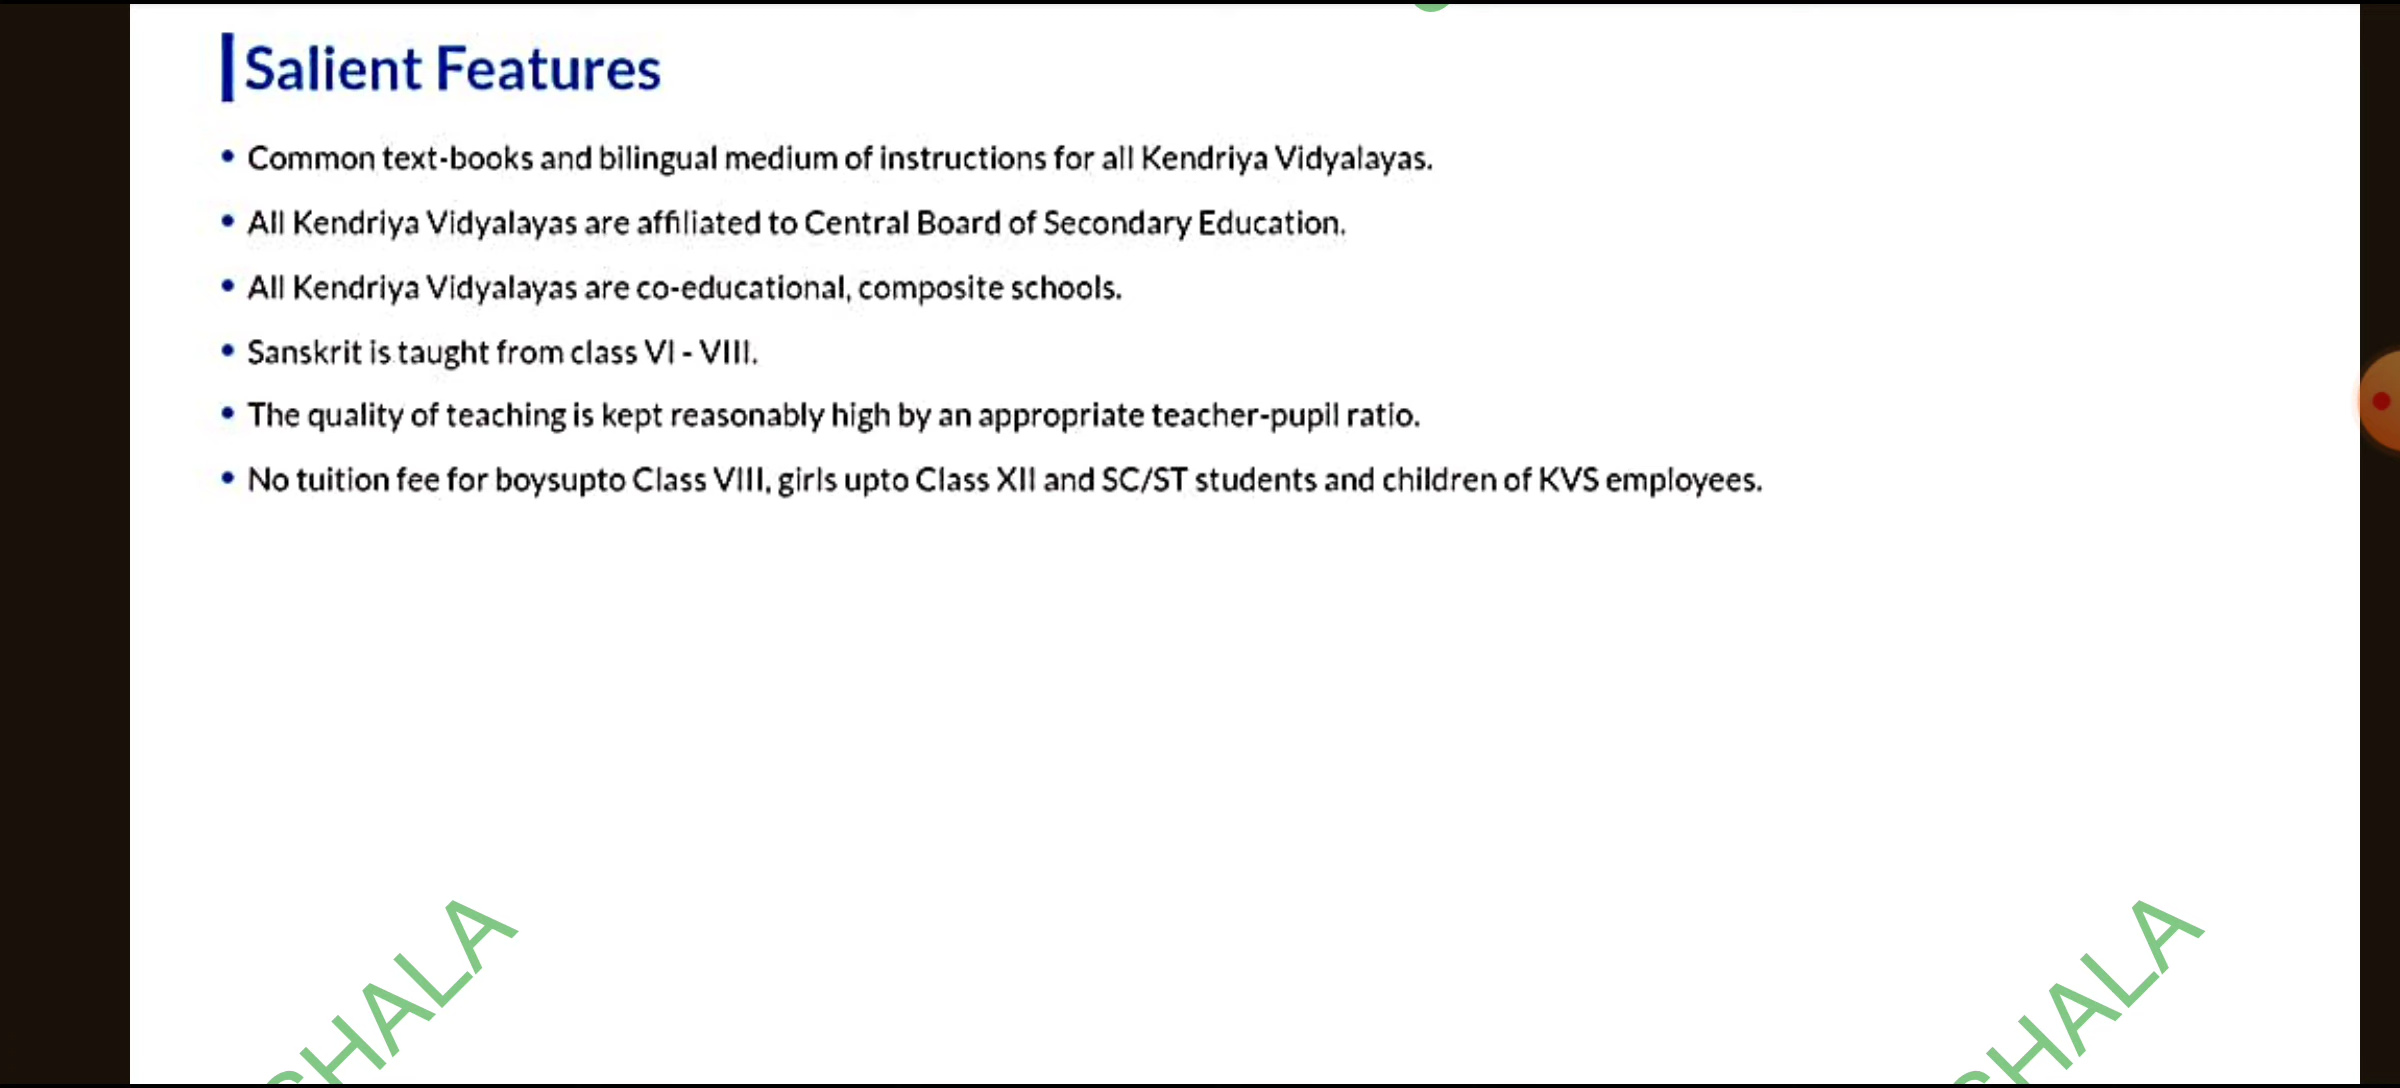 Salient Features
• Common text-books and bilingual medium of instructions for all Kendriya Vidyalayas.
• All Kendriya Vidyalayas are affiliated to Central Board of Secondary Education.
• All Kendriya Vidyalayas are co-educational, composite schools.
• Sanskrit is taught from class VI - VIII.
• The quality of teaching is kept reasonably high by an appropriate teacher-pupil ratio.
• No tuition fee for boysupto Class VIII, girls upto Class XII and SC/ST students and children of KVS employees.
HALA
HALA